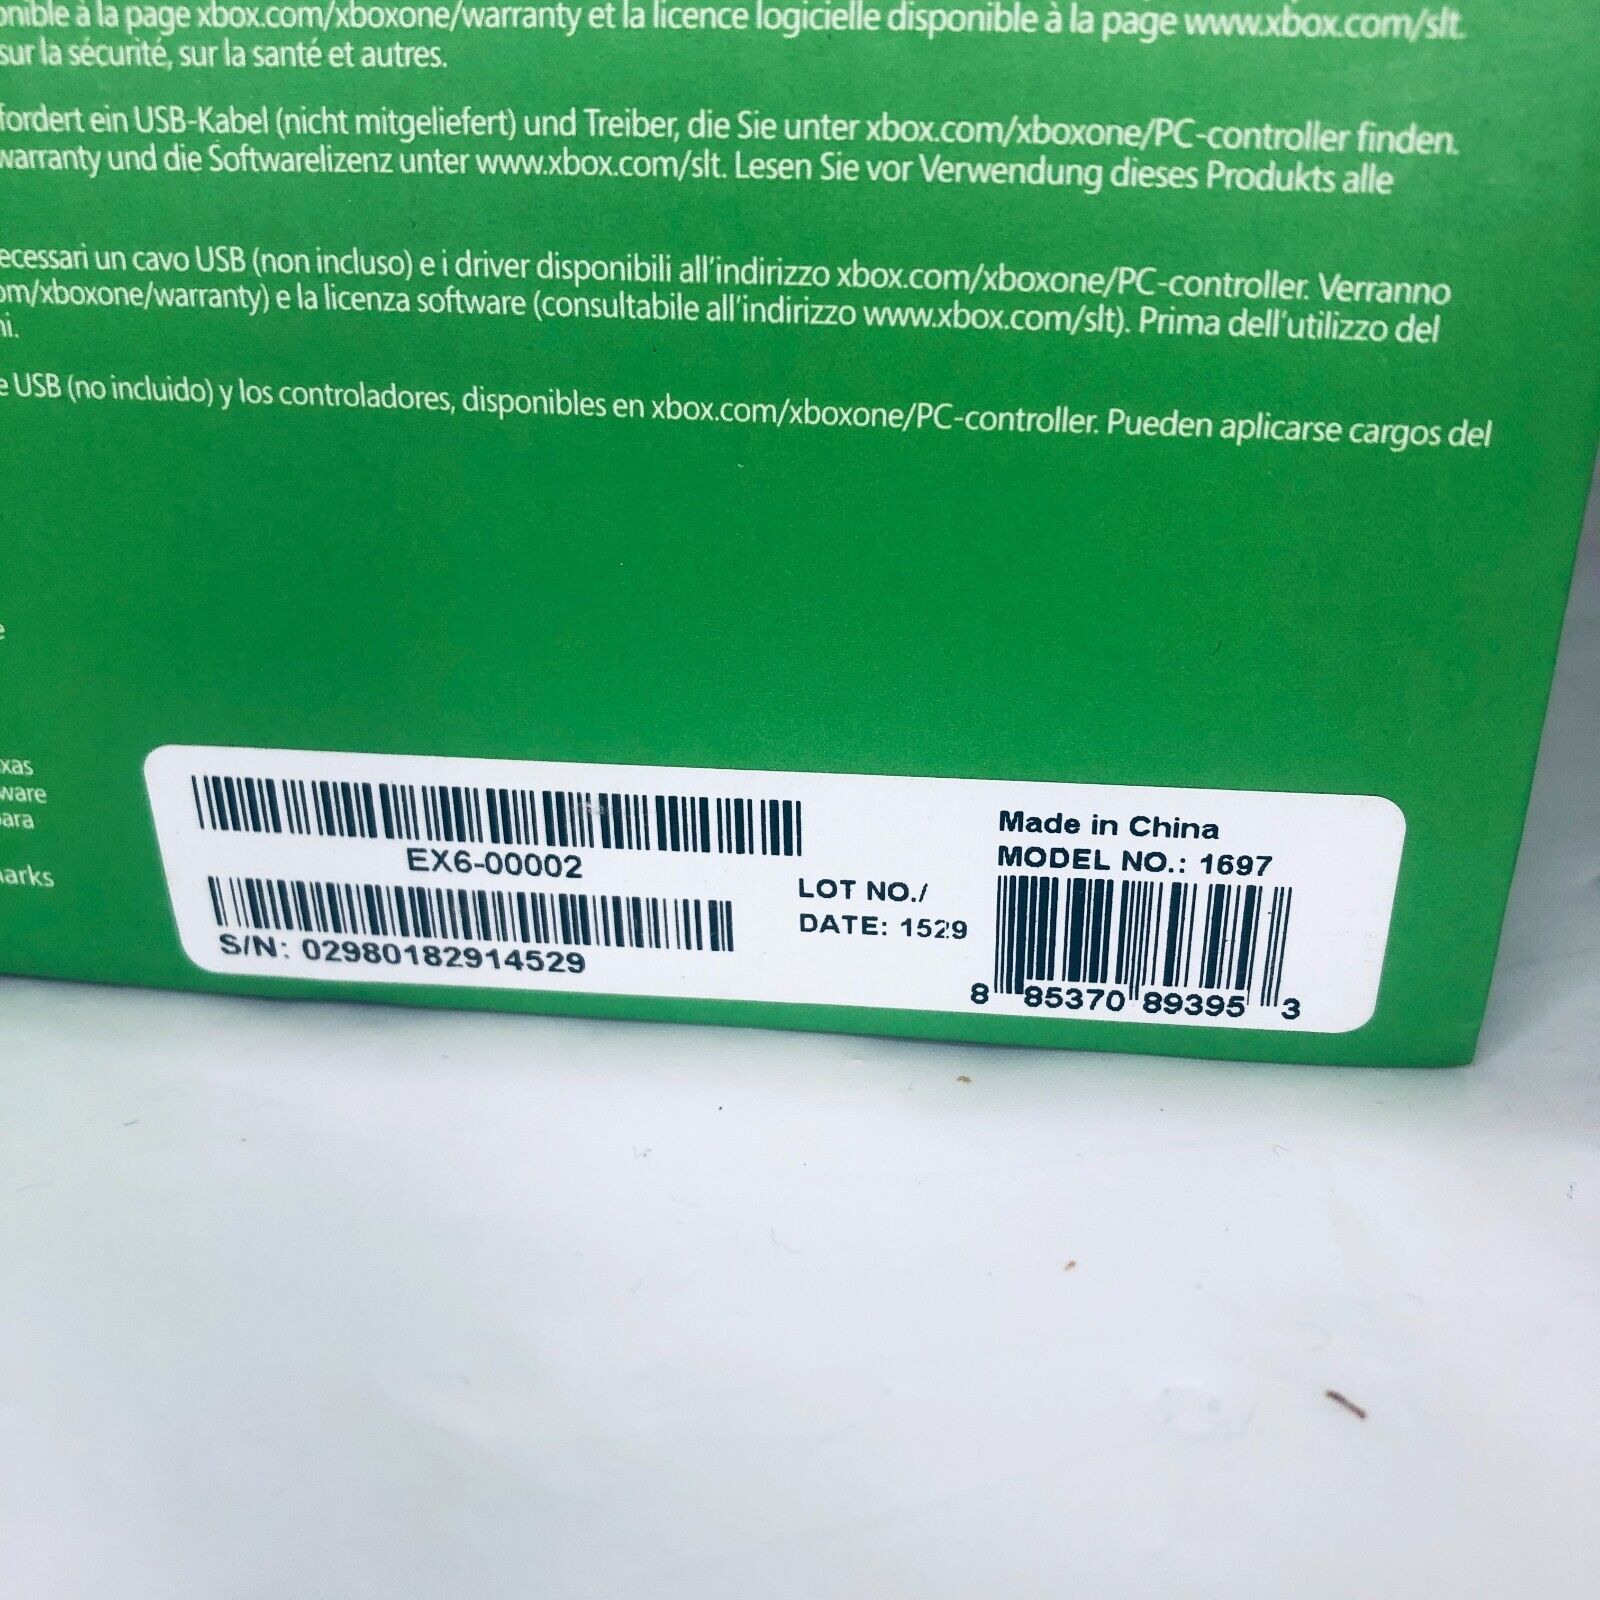 à la page xbox.com/xboxone/warranty et la licence logicielle disponible à la page www.xbox.com/slt.
sur la sécurité, sur la santé et autres.
fordert ein USB-Kabel (nicht mitgeliefert) und Treiber, die Sie unter xbox.com/xboxone/PC-controller finden.
warranty und die Softwarelizenz unter www.xbox.com/slt. Lesen Sie vor Verwendung dieses Produkts alle
ecessari un cavo USB (non incluso) e i driver disponibili all'indirizzo xbox.com/xboxone/PC-controller. Verranno
om/xboxone/warranty) e la licenza software (consultabile all'indirizzo www.xbox.com/slt). Prima dell'utilizzo del
ni.
e USB (no incluido) y los controladores, disponibles en xbox.com/xboxone/PC-controller. Pueden aplicarse cargos del
e
xas
ware
para
marks
EX6-00002
S/N: 02980182914529
LOT NO./
DATE: 1529
Made in China
MODEL NO.: 1697
8 85370 89395 3